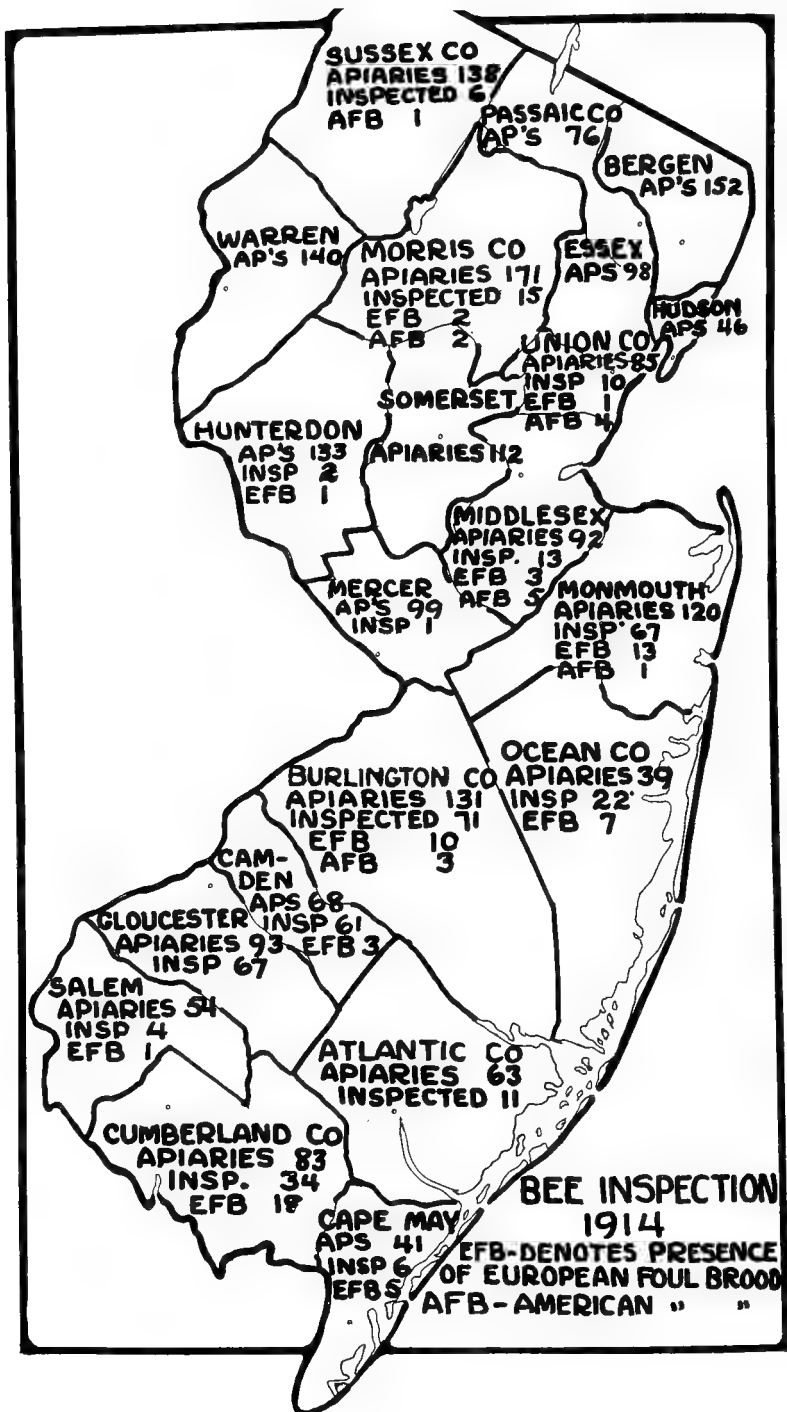 SUSSEX CO
APIARIES 138
INSPECTED 6
AFB 1
PASSAIC CO
AP'S 76
BERGEN
AP'S 152
WARREN
AP'S 140
MORRIS CO
APIARIES 171
INSPECTED 15
EFB 2
AFB 2
ESSEX
APS 98
HUDSON
APS 46
UNION CO
APIARIES 85
INSP 10
EFB 1
AFB 4
SOMERSET
APIARIES 112
HUNTERDON
AP'S 133
INSP 2
EFB 1
MIDDLESEX
APIARIES 92
INSP. 13
EFB 3
AFB 5
MERCER
AP'S 99
INSP 1
MONMOUTH
APIARIES 120
INSP' 67
EFB 13
AFB 1
OCEAN CO
APIARIES 39
INSP 22
EFB 7
BURLINGTON CO
APIARIES 131
INSPECTED 71
EFB 10
AFB 3
CAM-
DEN
APS 68
INSP 61
EFB 3
GLOUCESTER
APIARIES 93
INSP 67
SALEM
APIARIES 54
INSP 4
EFB 1
ATLANTIC CO
APIARIES 63
INSPECTED 11
CUMBERLAND CO
APIARIES 83
INSP. 34
EFB 18
CAPE MAY
APS 41
INSP 6
EFB 5
BEE INSPECTION
1914
EFB-DENOTES PRESENCE
OF EUROPEAN FOUL BROOD
AFB-AMERICAN " "